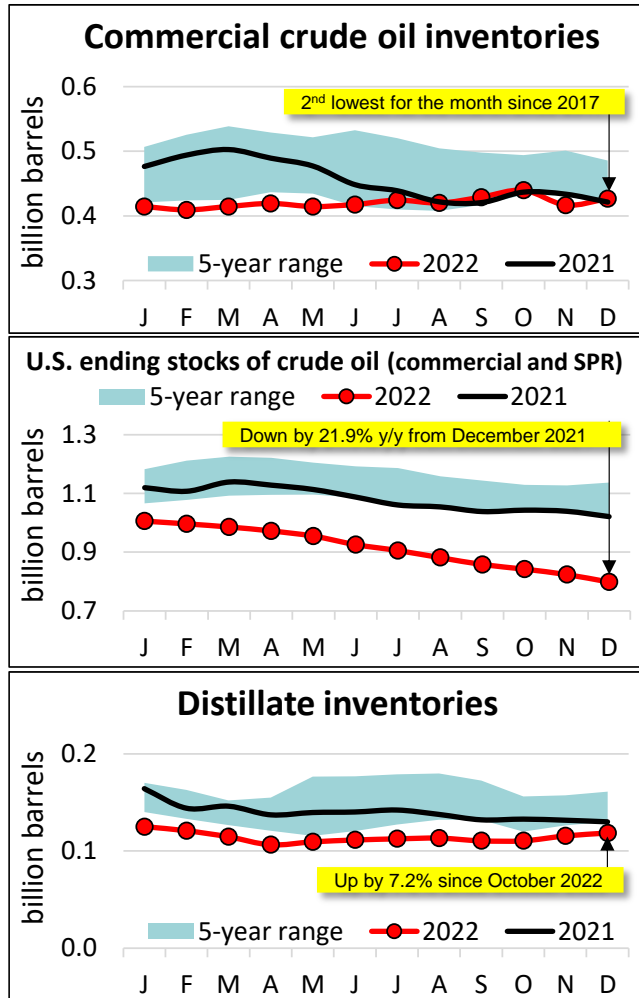 Commercial crude oil inventories
billion barrels
0.6
0.5
0.4
0.3
2nd lowest for the month since 2017
5-year range 2022 2021
J F M A M J J A S O N D
U.S. ending stocks of crude oil (commercial and SPR)
5-year range 2022 2021
Down by 21.9% y/y from December 2021
billion barrels
1.3
1.1
0.9
0.7
J F M A M J J A S O N D
Distillate inventories
billion barrels
0.2
0.1
0.0
Up by 7.2% since October 2022
5-year range 2022 2021
J F M A M J J A S O N D